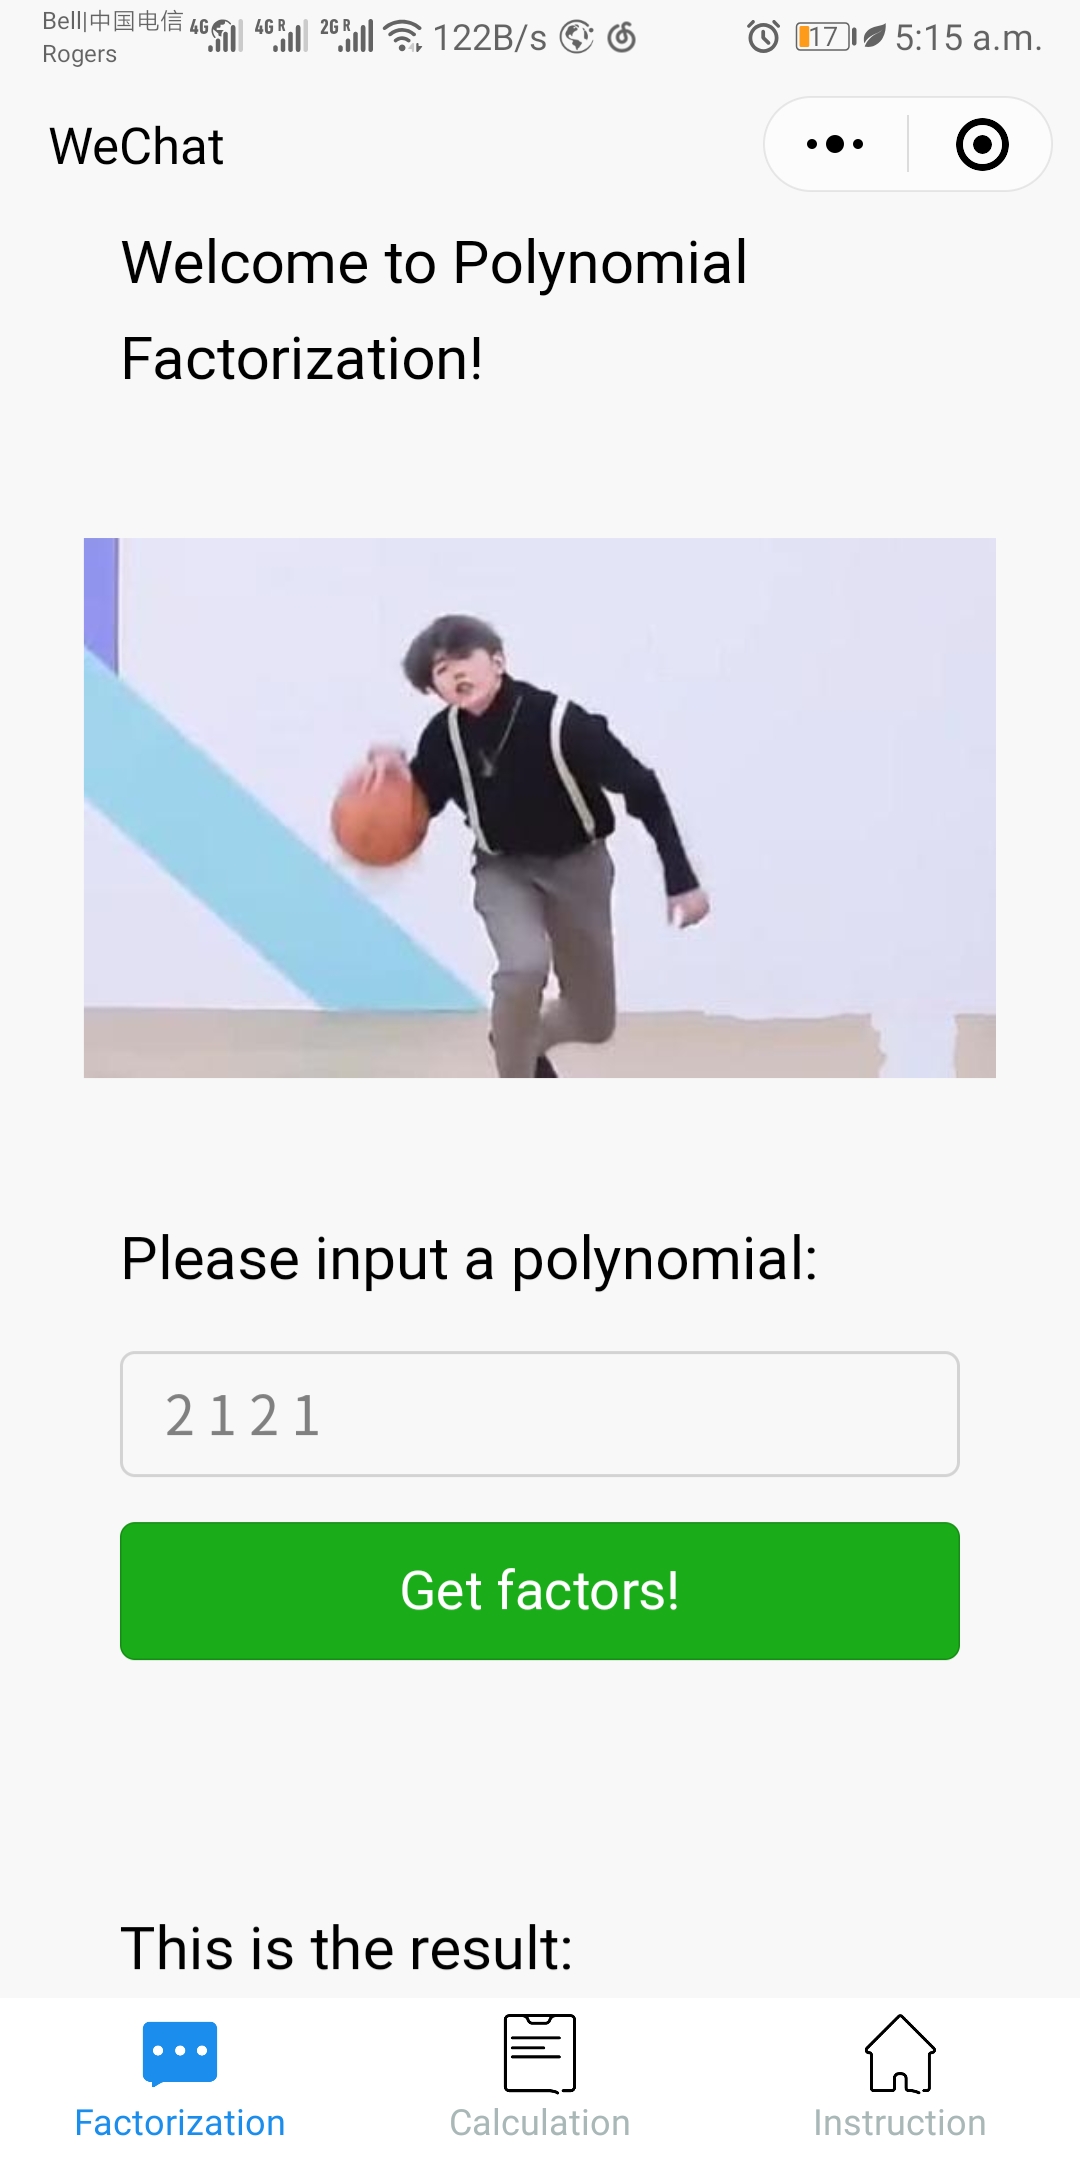 Bell|中国电信 4G 4G R 2G R 122B/s 17 5:15 a.m.
Rogers
WeChat
Welcome to Polynomial
Factorization!
Please input a polynomial:
2 1 2 1
Get factors!
This is the result:
Factorization Calculation Instruction